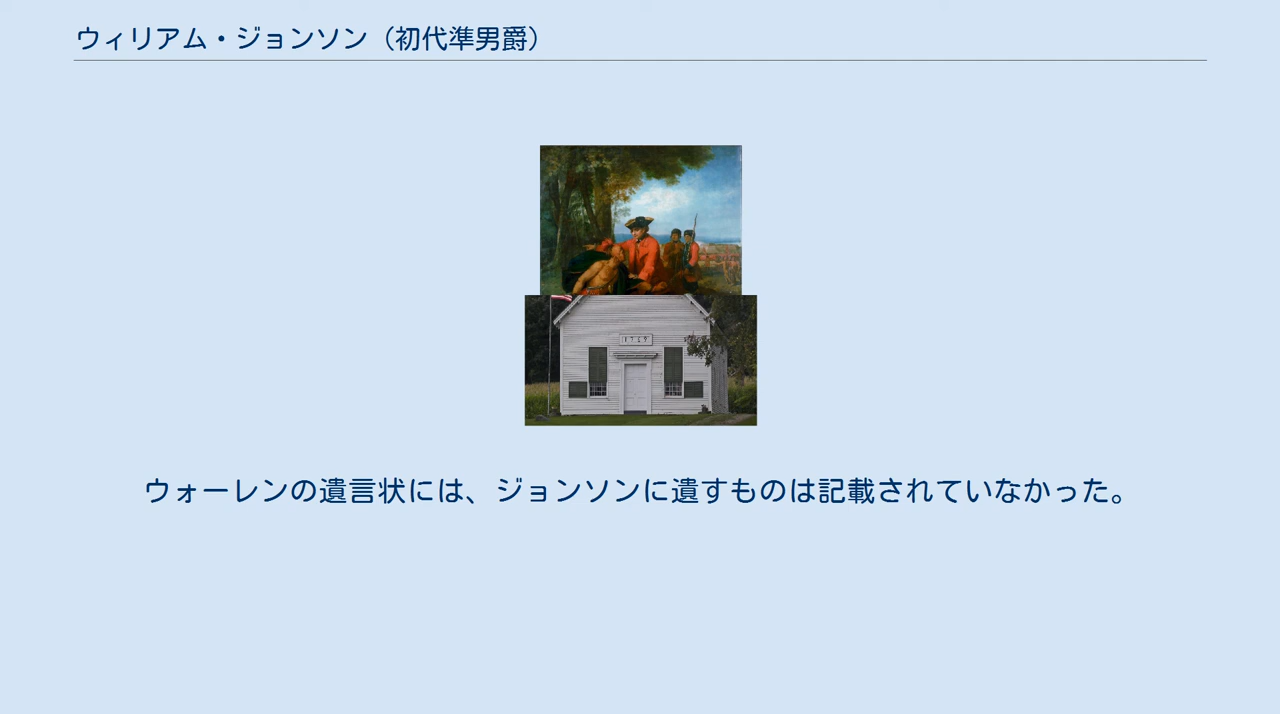 ウィリアム・ジョンソン（初代準男爵）
1769
ウォーレンの遺言状には、ジョンソンに遺すものは記載されていなかった。